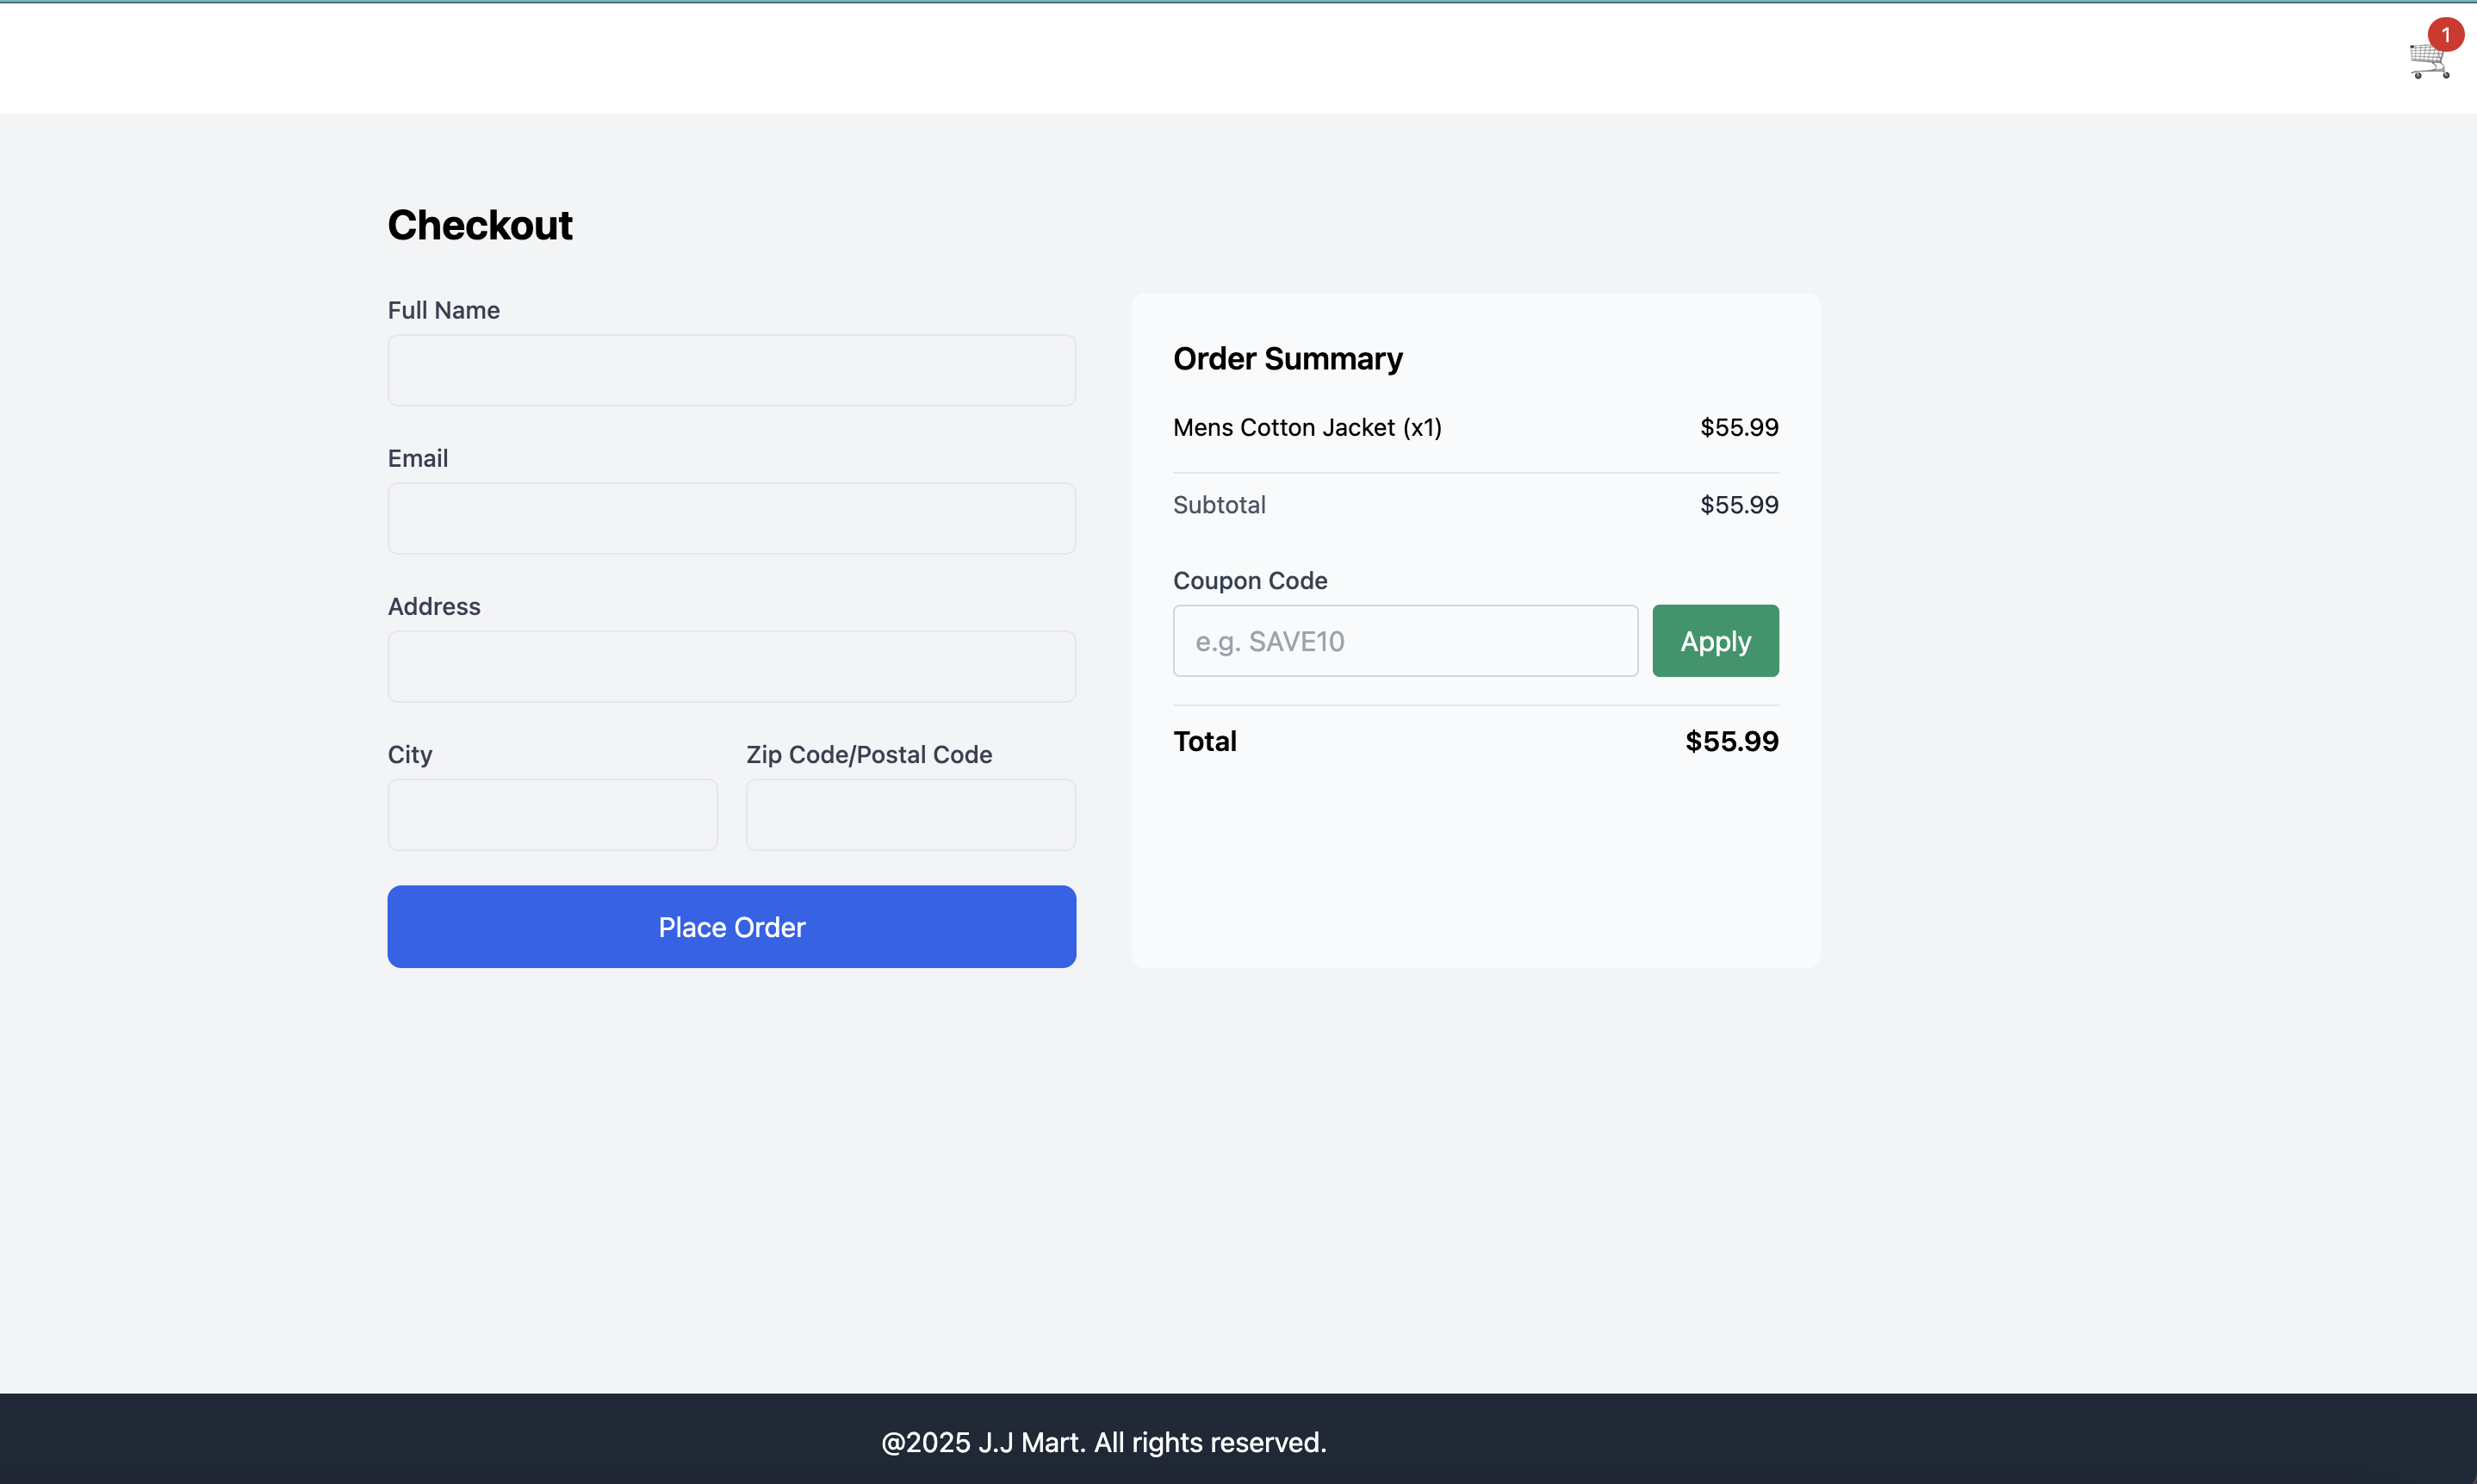 1
Checkout
Full Name
Email
Address
City
Zip Code/Postal Code
Place Order
Order Summary
Mens Cotton Jacket (x1) $55.99
Subtotal $55.99
Coupon Code
e.g. SAVE10
Apply
Total $55.99
@2025 J.J Mart. All rights reserved.